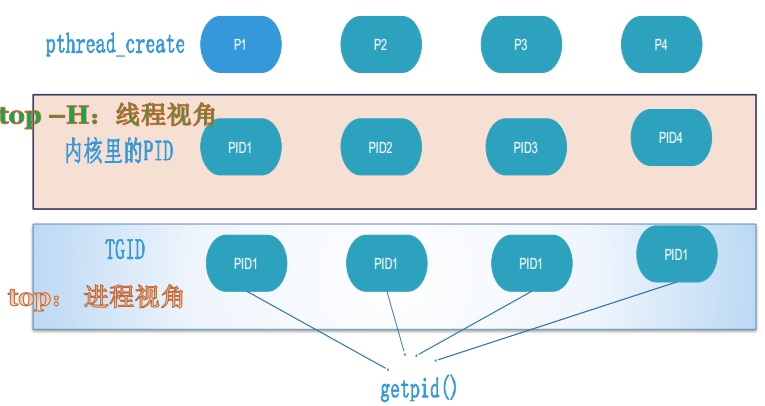 pthread_create P1 P2 P3 P4
top –H：线程视角
内核里的PID PID1 PID2 PID3 PID4
TGID PID1 PID1 PID1 PID1
top： 进程视角
getpid()